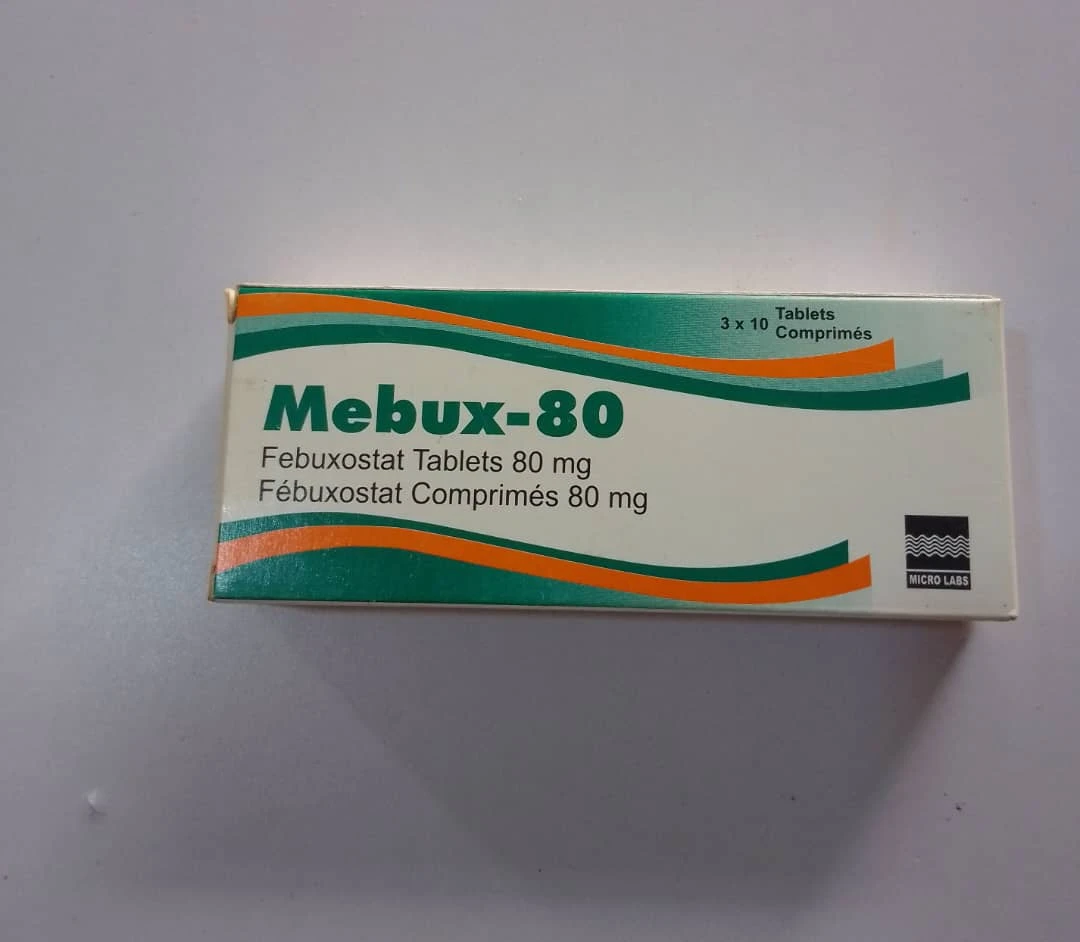 3 x 10 Tablets
Comprimés
Mebux-80
Febuxostat Tablets 80 mg
Fébuxostat Comprimés 80 mg
MICRO LABS